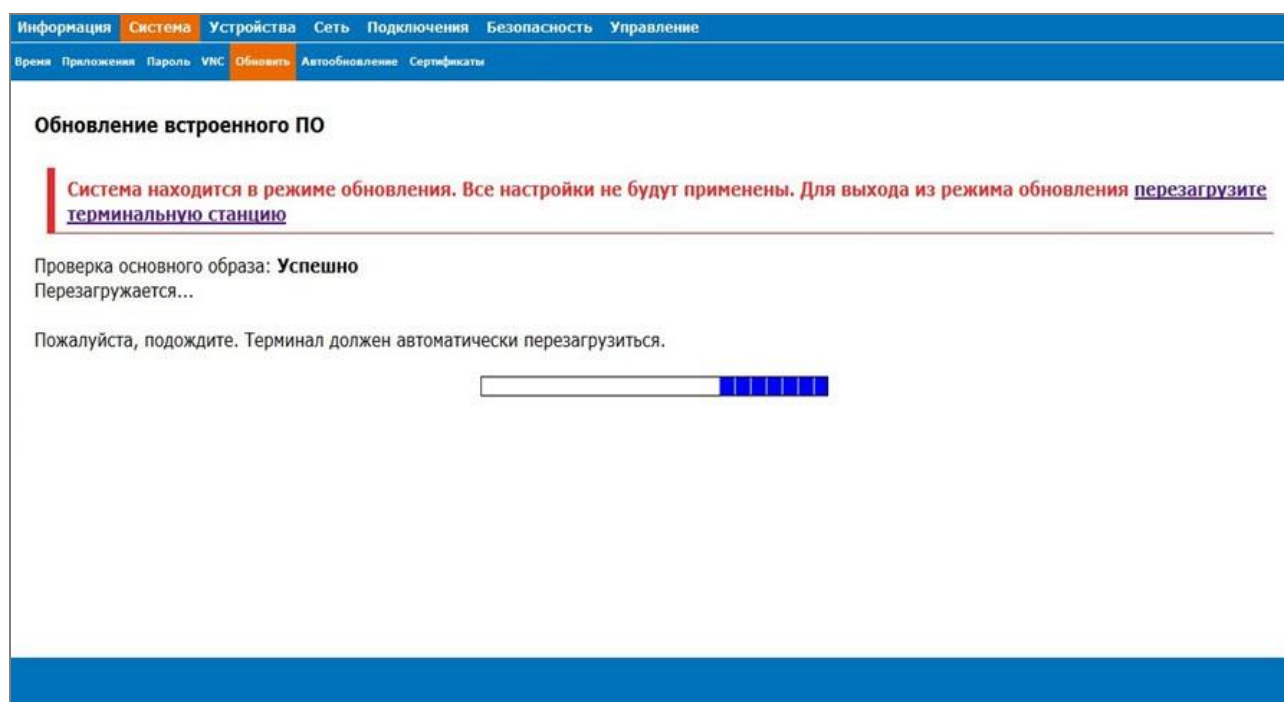 Информация Система Устройства Сеть Подключения Безопасность Управление
Время Приложения Пароль VNC Обновить Автообновление Сертификаты
Обновление встроенного ПО
Система находится в режиме обновления. Все настройки не будут применены. Для выхода из режима обновления перезагрузите
терминальную станцию
Проверка основного образа: Успешно
Перезагружается...
Пожалуйста, подождите. Терминал должен автоматически перезагрузиться.